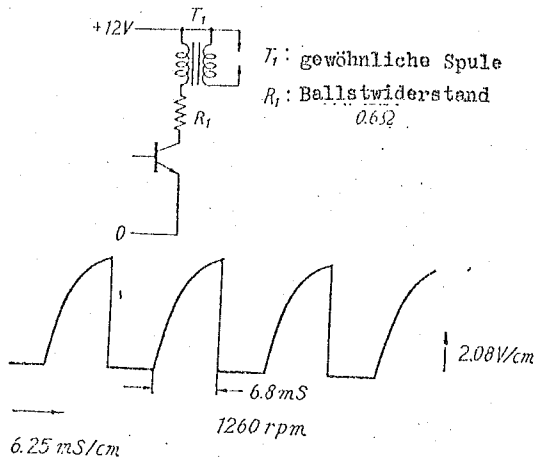 T₁
+12V
T₁: gewöhnliche Spule
R₁: Ballstwiderstand
0.6Ω
R₁
0
2.08V/cm
6.8mS
1260 rpm
6.25 mS/cm